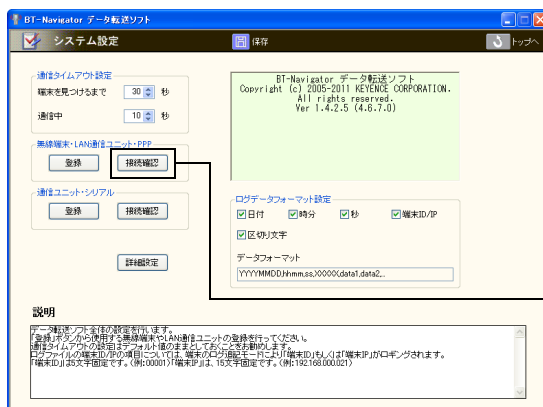 BT-Navigator データ転送ソフト
システム設定
保存
トップへ
通信タイムアウト設定
端末を見つけるまで 30 秒
通信中 10 秒
BT-Navigator データ転送ソフト
Copyright (c) 2005-2011 KEYENCE CORPORATION.
All rights reserved.
Ver 1.4.2.5 (4.6.7.0)
無線端末・LAN通信ユニット・PPP
登録 接続確認
通信ユニット・シリアル
登録 接続確認
詳細設定
ログデータフォーマット設定
日付 時分 秒 端末ID/IP
区切り文字
データフォーマット
YYYYMMDD,hhmm,ss,XXXXX,data1,data2,..
説明
データ転送ソフト全体の設定を行います。
「登録」ボタンから使用する無線端末やLAN通信ユニットの登録を行ってください。
通信タイムアウトの設定はデフォルト値のままとしておくことをお勧めします。
ログファイルの端末ID/IPの項目については、端末のログ追記モードにより「端末ID」もしくは「端末IP」がロギングされます。
「端末ID」は5文字固定です。(例:00001)「端末IP」は、15文字固定です。(例:192.168.000.021)